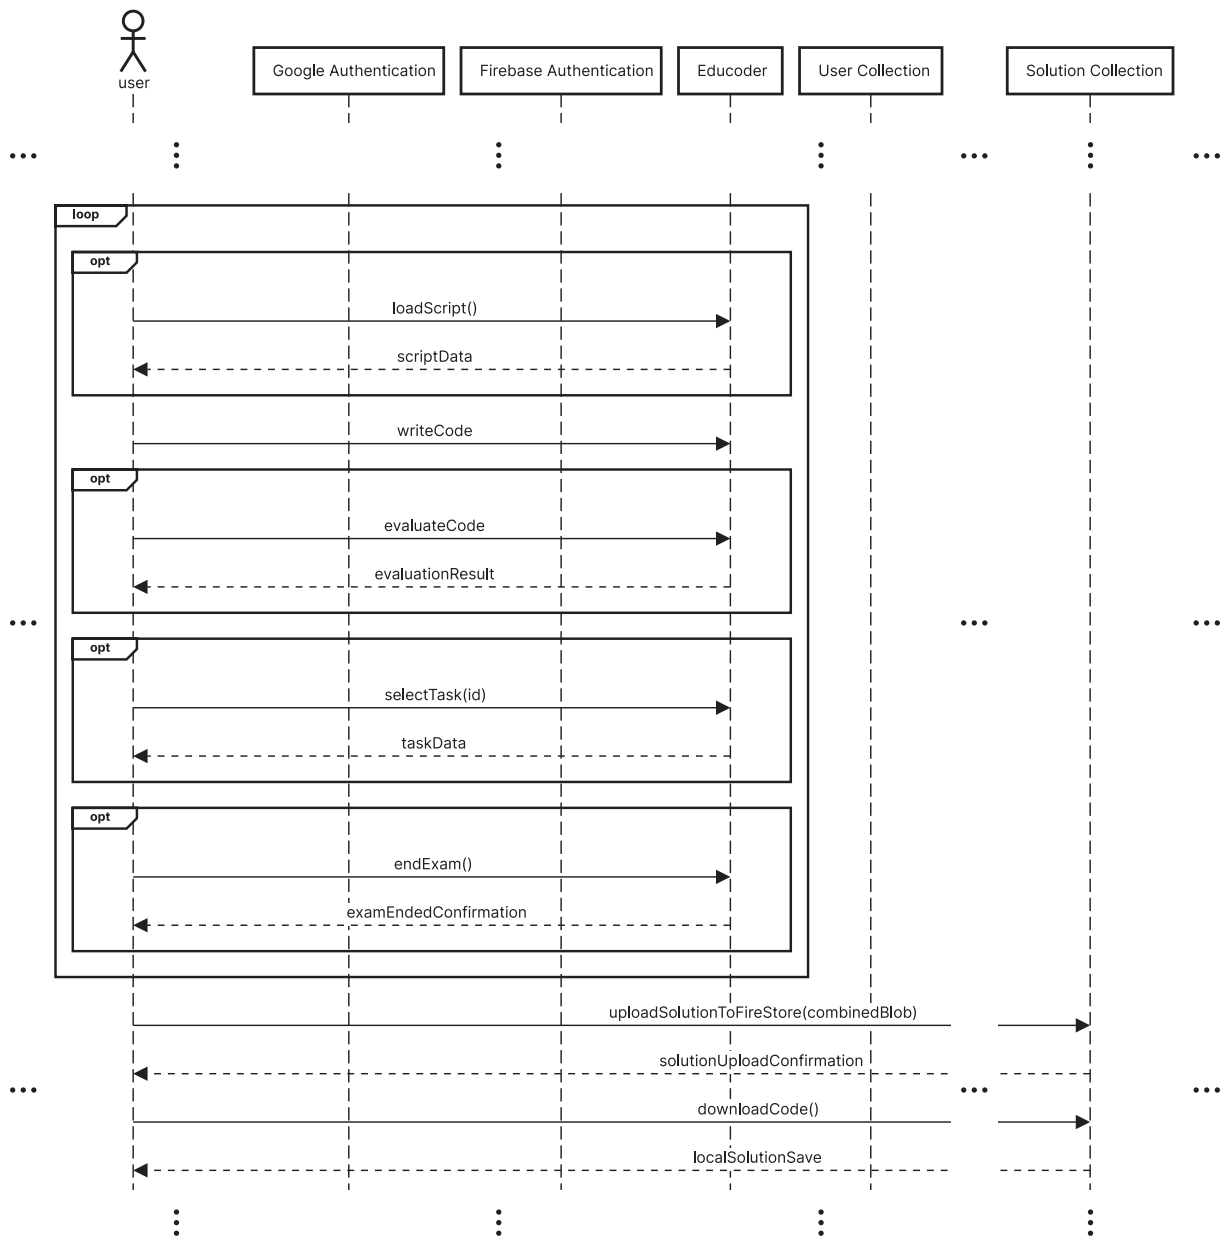 user
Google Authentication
Firebase Authentication
Educoder
User Collection
Solution Collection
loop
opt
loadScript()
scriptData
writeCode
opt
evaluateCode
evaluationResult
opt
selectTask(id)
taskData
opt
endExam()
examEndedConfirmation
uploadSolutionToFireStore(combinedBlob)
solutionUploadConfirmation
downloadCode()
localSolutionSave